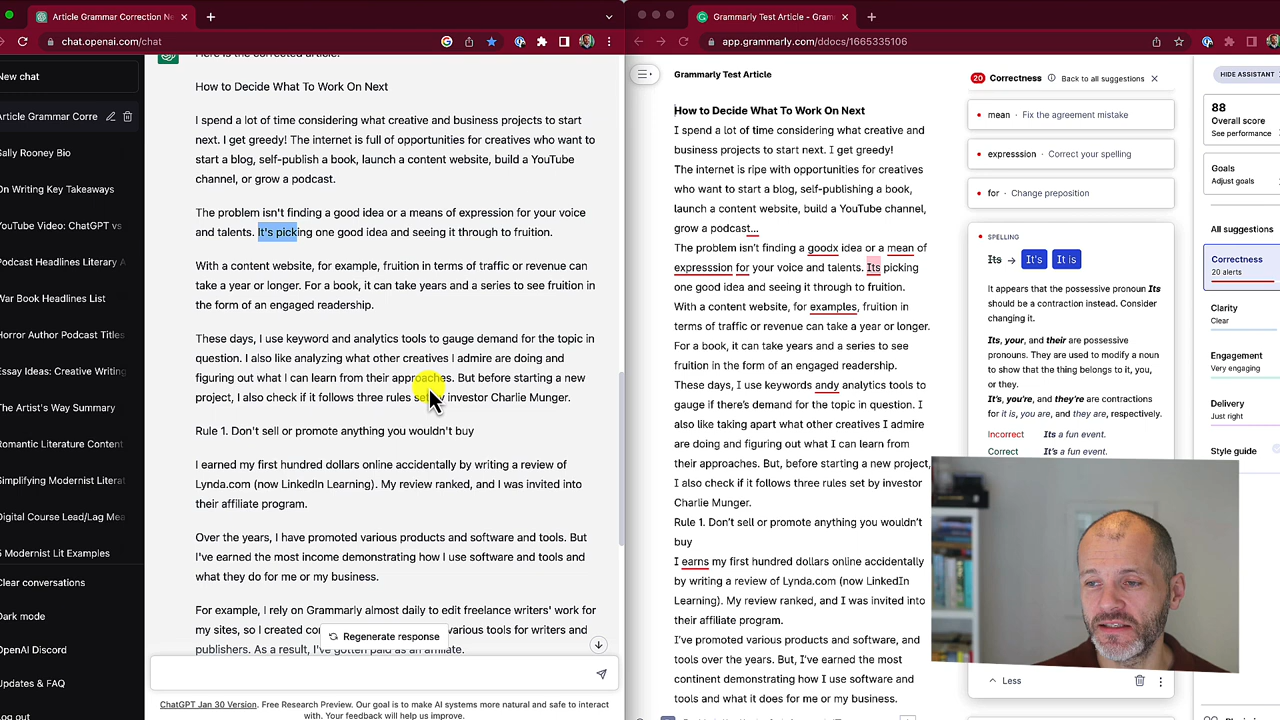 Article Grammar Correction Ne
Grammarly Test Article - Gram
chat.openai.com/chat
app.grammarly.com/ddocs/1665335106
New chat
Article Grammar Corre
Sally Rooney Bio
On Writing Key Takeaways
YouTube Video: ChatGPT vs
Podcast Headlines Literary A
War Book Headlines List
Horror Author Podcast Titles
Essay Ideas: Creative Writing
The Artist's Way Summary
Romantic Literature Content
Simplifying Modernist Litera
Digital Course Lead/Lag Mea
5 Modernist Lit Examples
Clear conversations
Dark mode
OpenAI Discord
Updates & FAQ
Here is the corrected article:
How to Decide What To Work On Next
I spend a lot of time considering what creative and business projects to start
next. I get greedy! The internet is full of opportunities for creatives who want to
start a blog, self-publish a book, launch a content website, build a YouTube
channel, or grow a podcast.
The problem isn't finding a good idea or a means of expression for your voice
and talents. It's picking one good idea and seeing it through to fruition.
With a content website, for example, fruition in terms of traffic or revenue can
take a year or longer. For a book, it can take years and a series to see fruition in
the form of an engaged readership.
These days, I use keyword and analytics tools to gauge demand for the topic in
question. I also like analyzing what other creatives I admire are doing and
figuring out what I can learn from their approaches. But before starting a new
project, I also check if it follows three rules set by investor Charlie Munger.
Rule 1. Don't sell or promote anything you wouldn't buy
I earned my first hundred dollars online accidentally by writing a review of
Lynda.com (now LinkedIn Learning). My review ranked, and I was invited into
their affiliate program.
Over the years, I have promoted various products and software and tools. But
I've earned the most income demonstrating how I use software and tools and
what they do for me or my business.
For example, I rely on Grammarly almost daily to edit freelance writers' work for
my sites, so I created co
various tools for writers and
publishers. As a result, I've gotten paid as an affiliate.
Regenerate response
ChatGPT Jan 30 Version. Free Research Preview. Our goal is to make AI systems more natural and safe to interact
with. Your feedback will help us improve.
Grammarly Test Article
How to Decide What To Work On Next
I spend a lot of time considering what creative and
business projects to start next. I get greedy!
The internet is ripe with opportunities for creatives
who want to start a blog, self-publishing a book,
launch a content website, build a YouTube channel,
grow a podcast...
The problem isn't finding a goodx idea or a mean of
expresssion for your voice and talents. Its picking
one good idea and seeing it through to fruition.
With a content website, for examples, fruition in
terms of traffic or revenue can take a year or longer.
For a book, it can take years and a series to see
fruition in the form of an engaged readership.
These days, I use keywords andy analytics tools to
gauge if there's demand for the topic in question. I
also like taking apart what other creatives I admire
are doing and figuring out what I can learn from
their approaches. But, before starting a new project,
I also check if it follows three rules set by investor
Charlie Munger.
Rule 1. Don't sell or promote anything you wouldn't
buy
I earns my first hundred dollars online accidentally
by writing a review of Lynda.com (now LinkedIn
Learning). My review ranked, and I was invited into
their affiliate program.
I've promoted various products and software, and
tools over the years. But, I've earned the most
continent demonstrating how I use software and
tools and what it does for me or my business.
20 Correctness Back to all suggestions
mean · Fix the agreement mistake
expresssion · Correct your spelling
for · Change preposition
SPELLING
Its → It's It is
It appears that the possessive pronoun Its
should be a contraction instead. Consider
changing it.
Its, your, and their are possessive
pronouns. They are used to modify a noun
to show that the thing belongs to it, you,
or they.
It's, you're, and they're are contractions
for it is, you are, and they are, respectively.
Incorrect Its a fun event.
Correct It's a fun event.
Less
HIDE ASSISTANT
88
Overall score
See performance
Goals
Adjust goals
All suggestions
Correctness
20 alerts
Clarity
Clear
Engagement
Very engaging
Delivery
Just right
Style guide